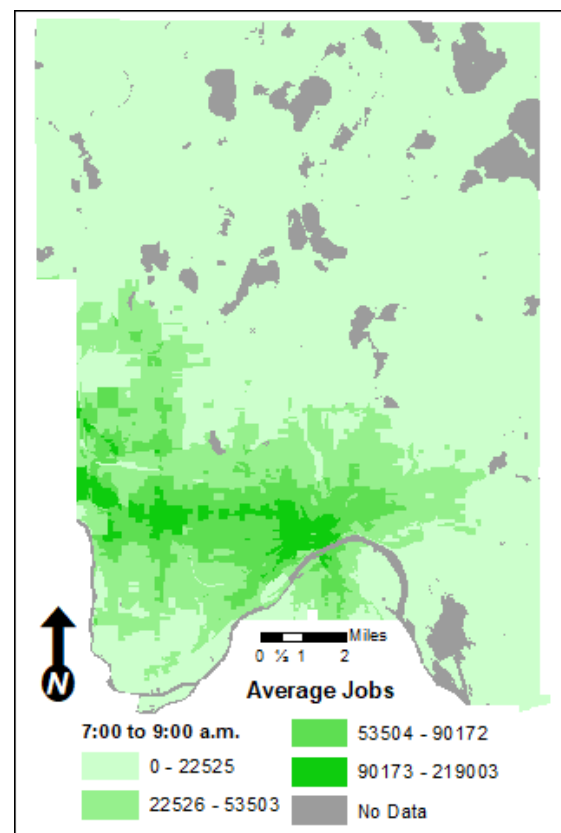 Miles
0 ½ 1 2
N
Average Jobs
7:00 to 9:00 a.m.
0 - 22525
22526 - 53503
53504 - 90172
90173 - 219003
No Data